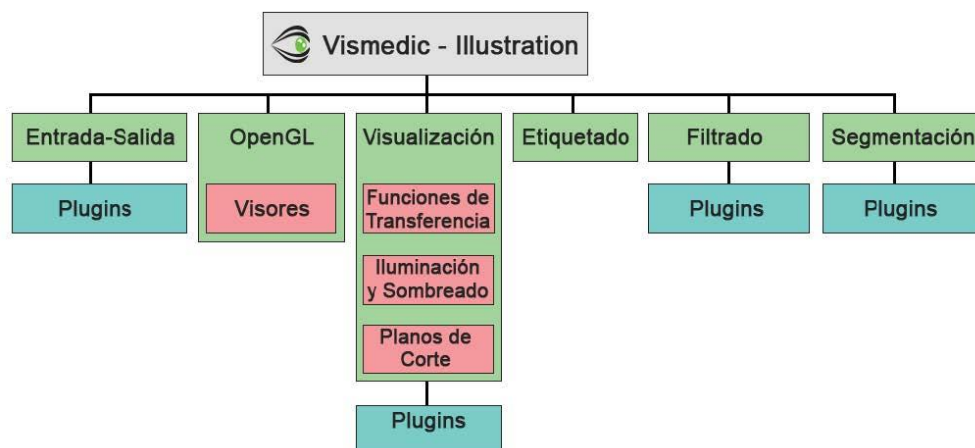 Vismedic - Illustration
Entrada-Salida
Plugins
OpenGL
Visores
Visualización
Funciones de
Transferencia
Iluminación
y Sombreado
Planos de
Corte
Plugins
Etiquetado
Filtrado
Plugins
Segmentación
Plugins